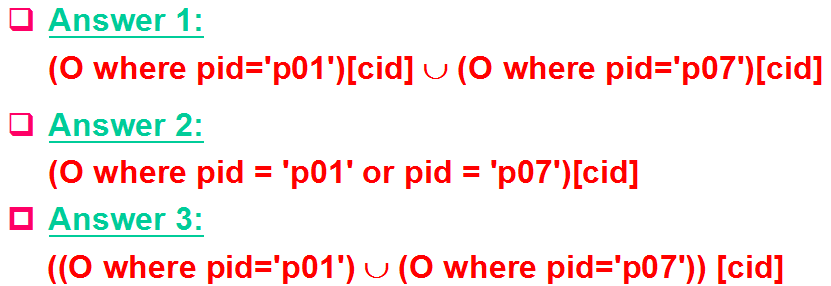 ❑ Answer 1:
(O where pid='p01')[cid] ∪ (O where pid='p07')[cid]
❑ Answer 2:
(O where pid = 'p01' or pid = 'p07')[cid]
❑ Answer 3:
((O where pid='p01') ∪ (O where pid='p07')) [cid]